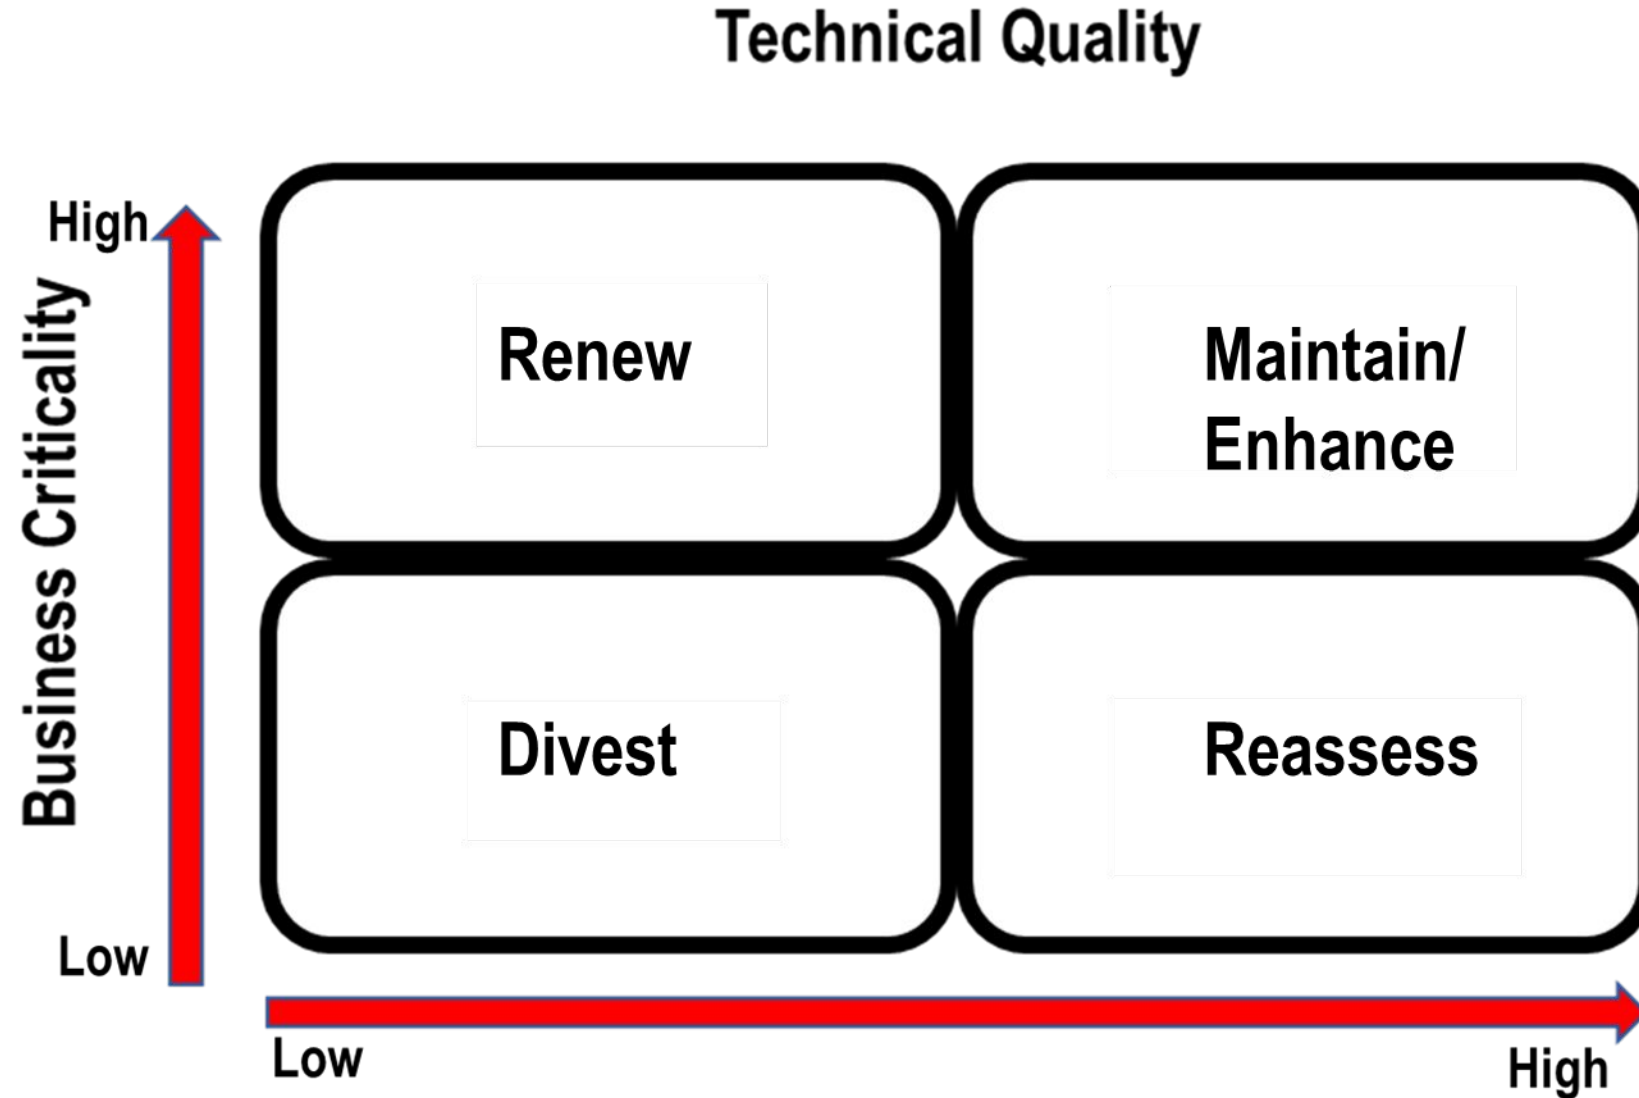 Technical Quality
High
Business Criticality
Renew
Maintain/
Enhance
Divest
Reassess
Low
Low
High